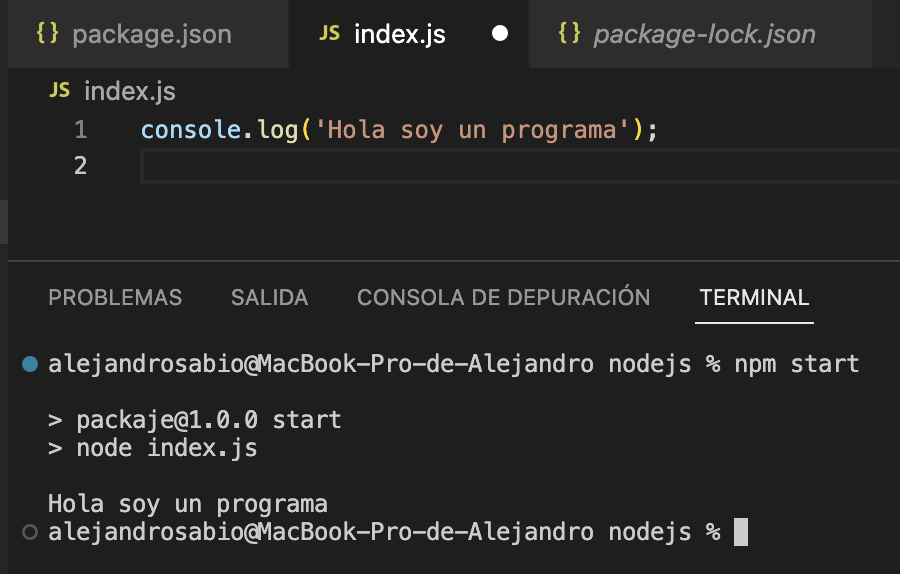 {} package.json JS index.js {} package-lock.json
JS index.js
1 console.log('Hola soy un programa');
2
PROBLEMAS SALIDA CONSOLA DE DEPURACIÓN TERMINAL
alejandrosabio@MacBook-Pro-de-Alejandro nodejs % npm start
> packaje@1.0.0 start
> node index.js
Hola soy un programa
alejandrosabio@MacBook-Pro-de-Alejandro nodejs %